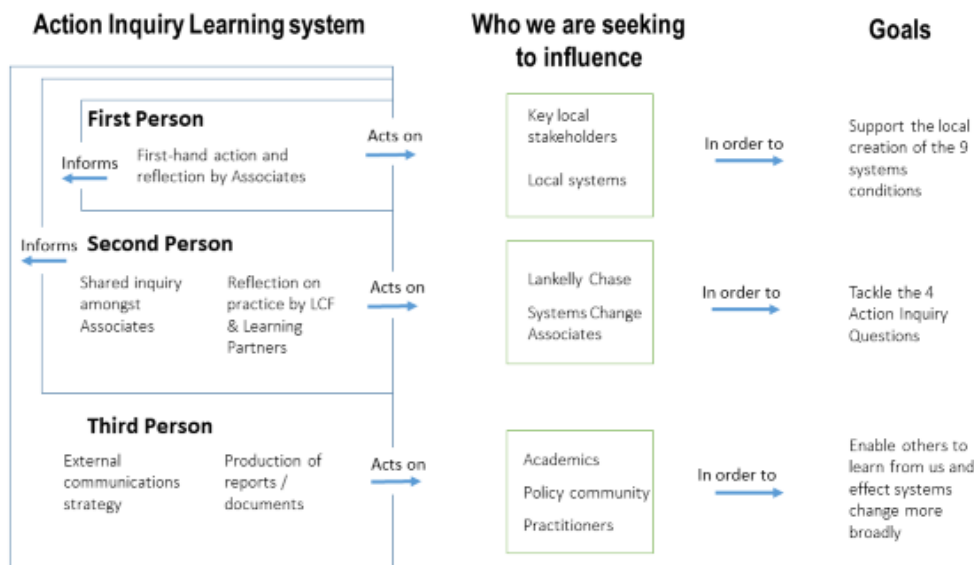 Action Inquiry Learning system
Who we are seeking
to influence
Goals
First Person
Informs
First-hand action and
reflection by Associates
Acts on
Key local
stakeholders
Local systems
In order to
Support the local
creation of the 9
systems
conditions
Informs
Second Person
Shared inquiry
amongst
Associates
Reflection on
practice by LCF
& Learning
Partners
Acts on
Lankelly Chase
Systems Change
Associates
In order to
Tackle the 4
Action Inquiry
Questions
Third Person
External
communications
strategy
Production of
reports /
documents
Acts on
Academics
Policy community
Practitioners
In order to
Enable others to
learn from us and
effect systems
change more
broadly